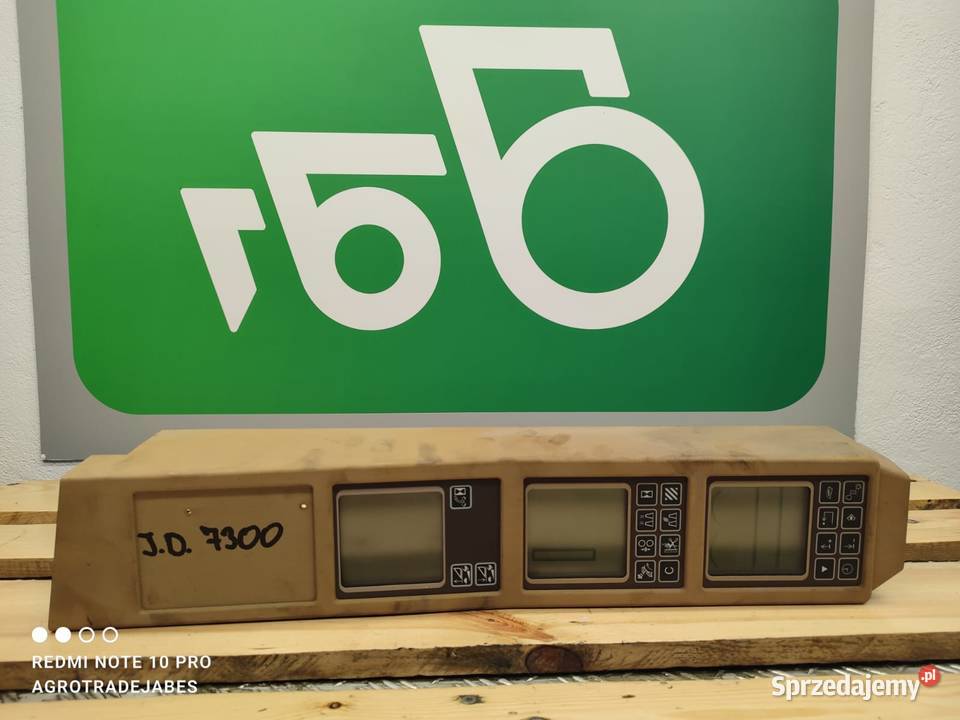 J.D. 7300
REDMI NOTE 10 PRO
AGROTRADEJABES
Sprzedajemy.pl